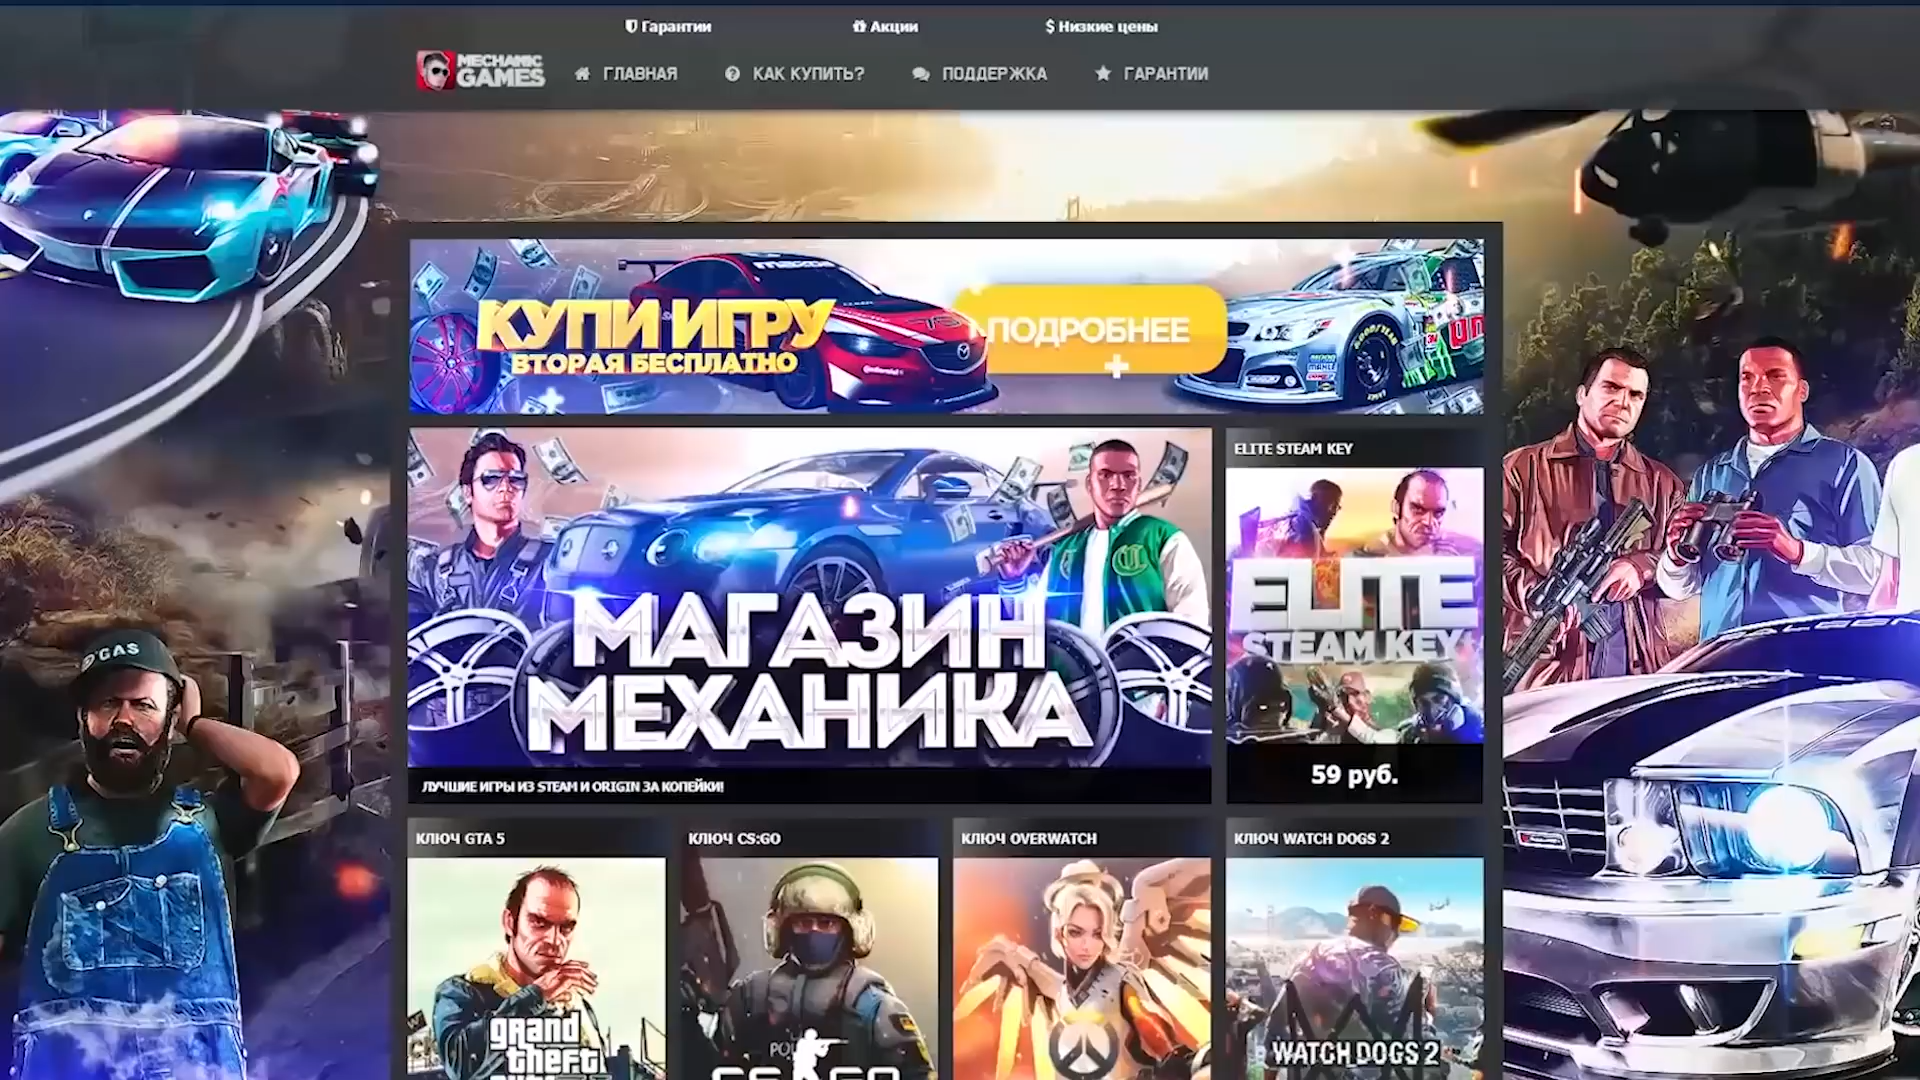 Гарантии
Акции
$ Низкие цены
MECHANIC
GAMES
ГЛАВНАЯ
КАК КУПИТЬ?
ПОДДЕРЖКА
ГАРАНТИИ
КУПИ ИГРУ
ВТОРАЯ БЕСПЛАТНО
ПОДРОБНЕЕ
ELITE STEAM KEY
ELITE
STEAM KEY
МАГАЗИН
МЕХАНИКА
59 руб.
ЛУЧШИЕ ИГРЫ ИЗ STEAM И ORIGIN ЗА КОПЕЙКИ!
GAS
КЛЮЧ GTA 5
КЛЮЧ CS:GO
КЛЮЧ OVERWATCH
КЛЮЧ WATCH DOGS 2
grand
theft
CS GO
WATCH DOGS 2